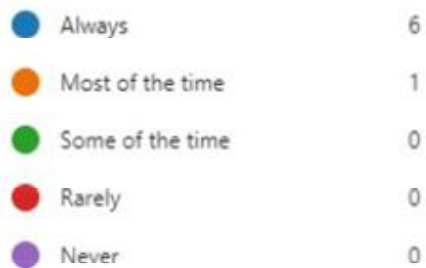 Always 6
Most of the time 1
Some of the time 0
Rarely 0
Never 0